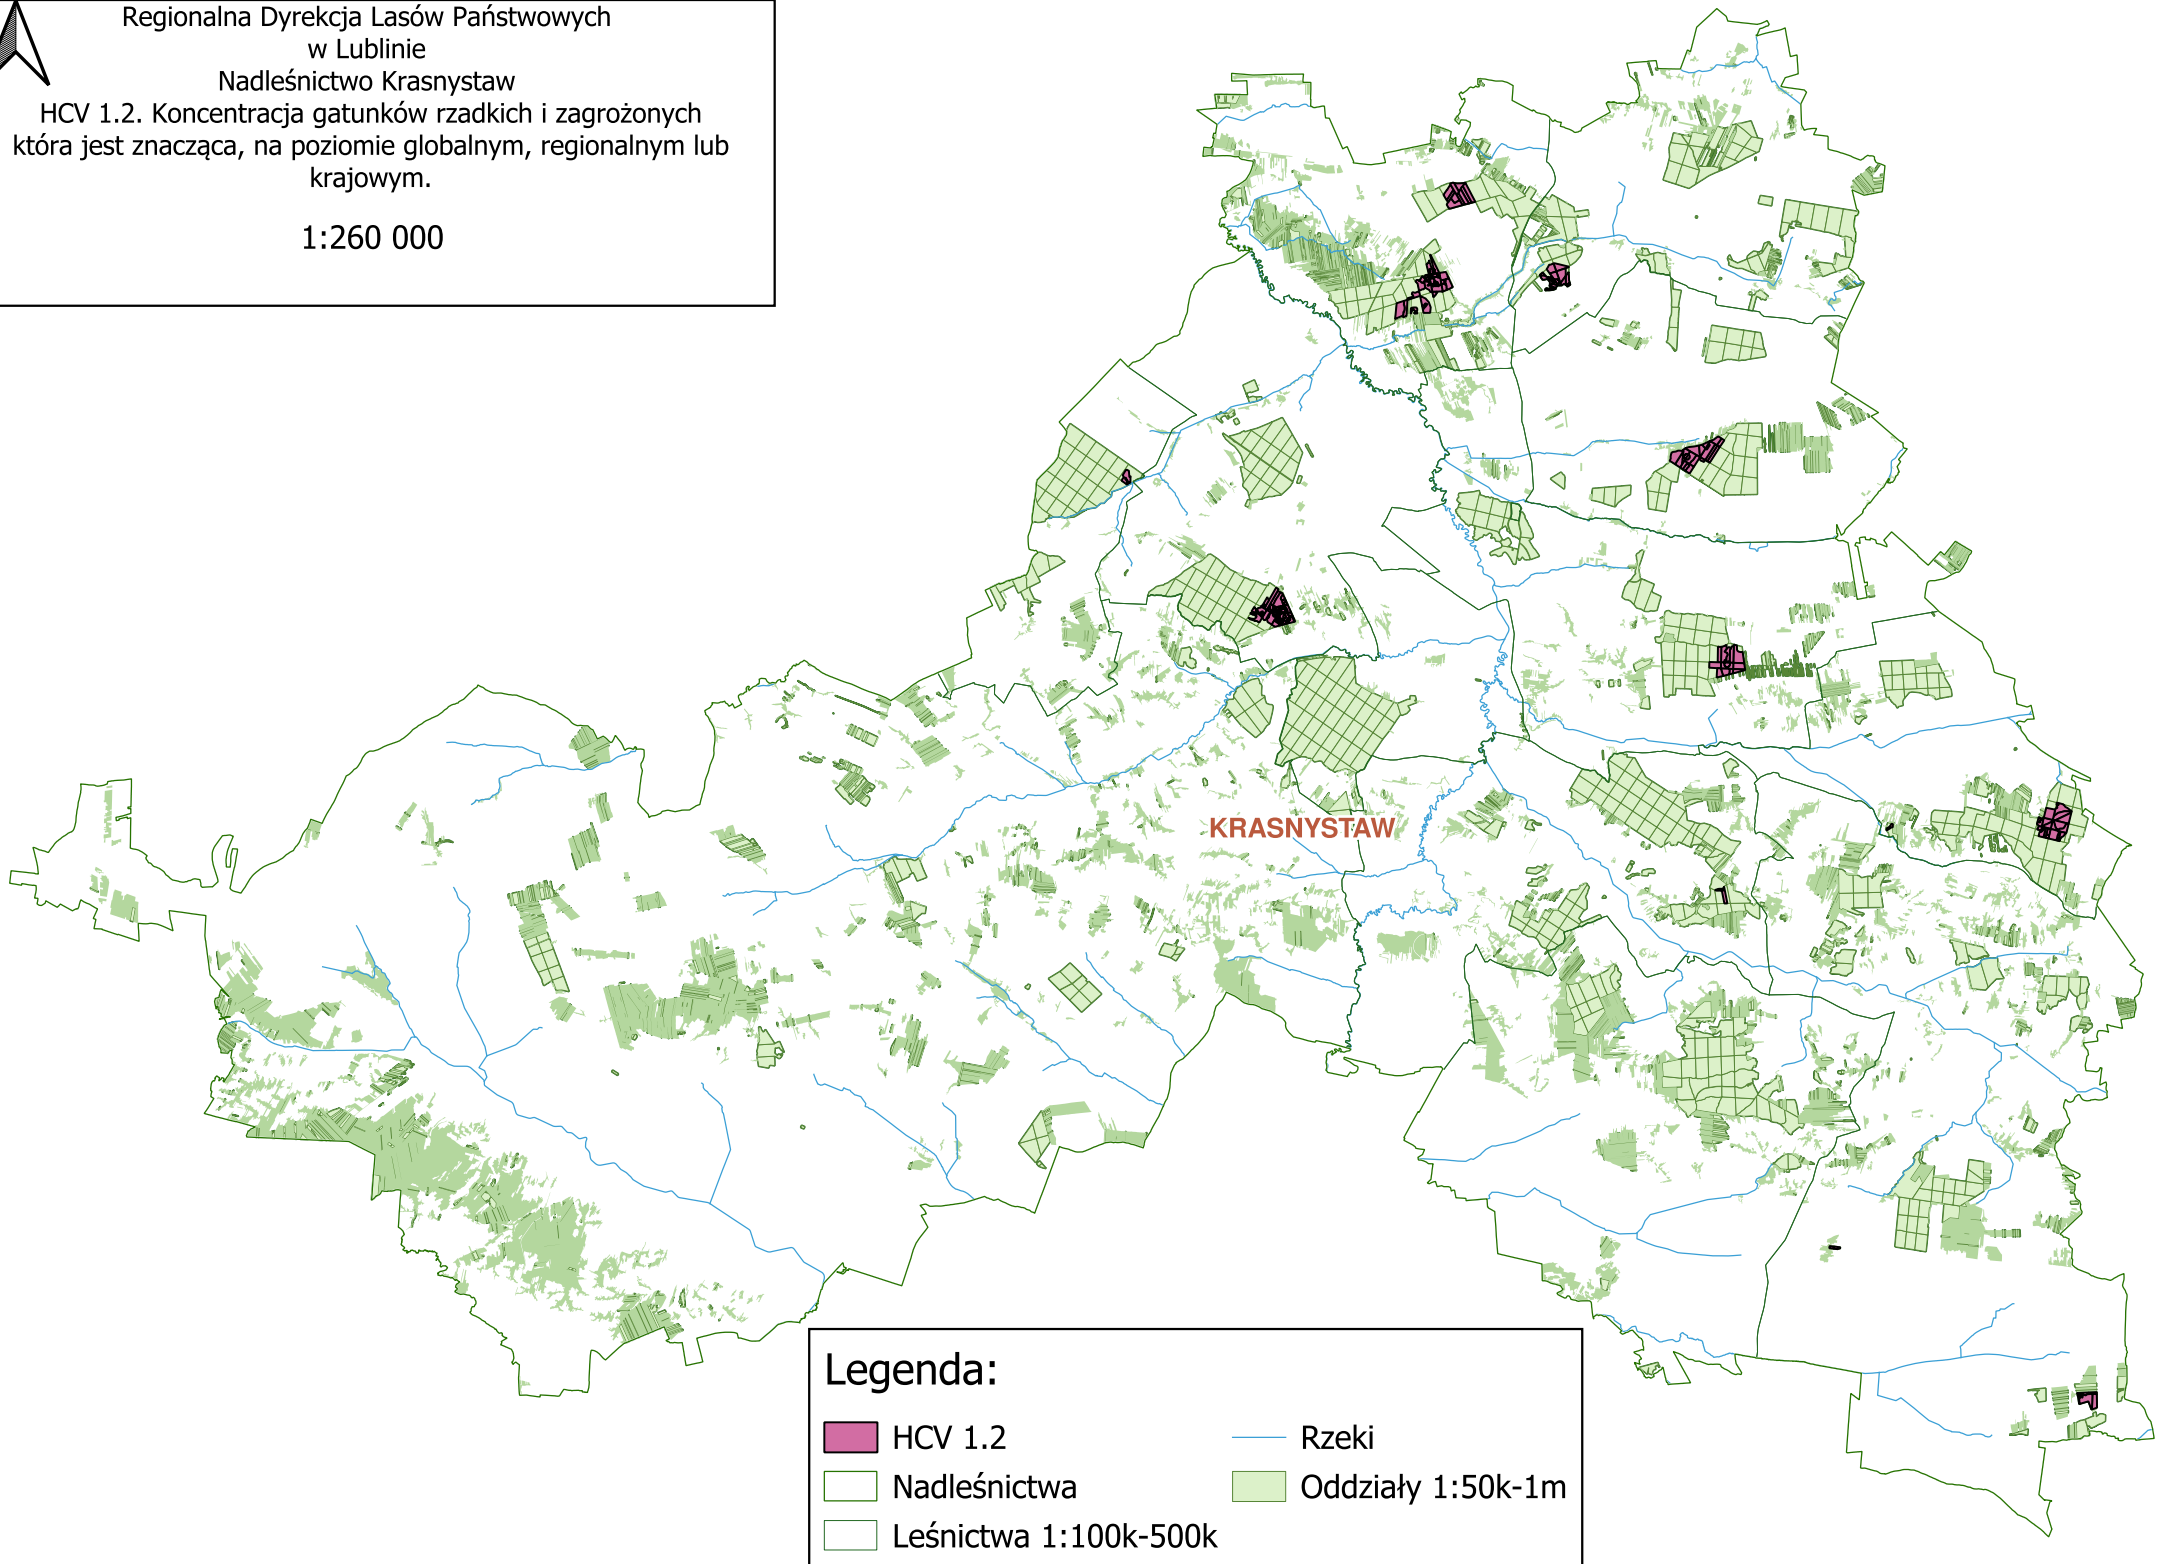 Regionalna Dyrekcja Lasów Państwowych
w Lublinie
Nadleśnictwo Krasnystaw
HCV 1.2. Koncentracja gatunków rzadkich i zagrożonych
która jest znacząca, na poziomie globalnym, regionalnym lub
krajowym.
1:260 000
KRASNYSTAW
Legenda:
HCV 1.2
Nadleśnictwa
Leśnictwa 1:100k-500k
Rzeki
Oddziały 1:50k-1m